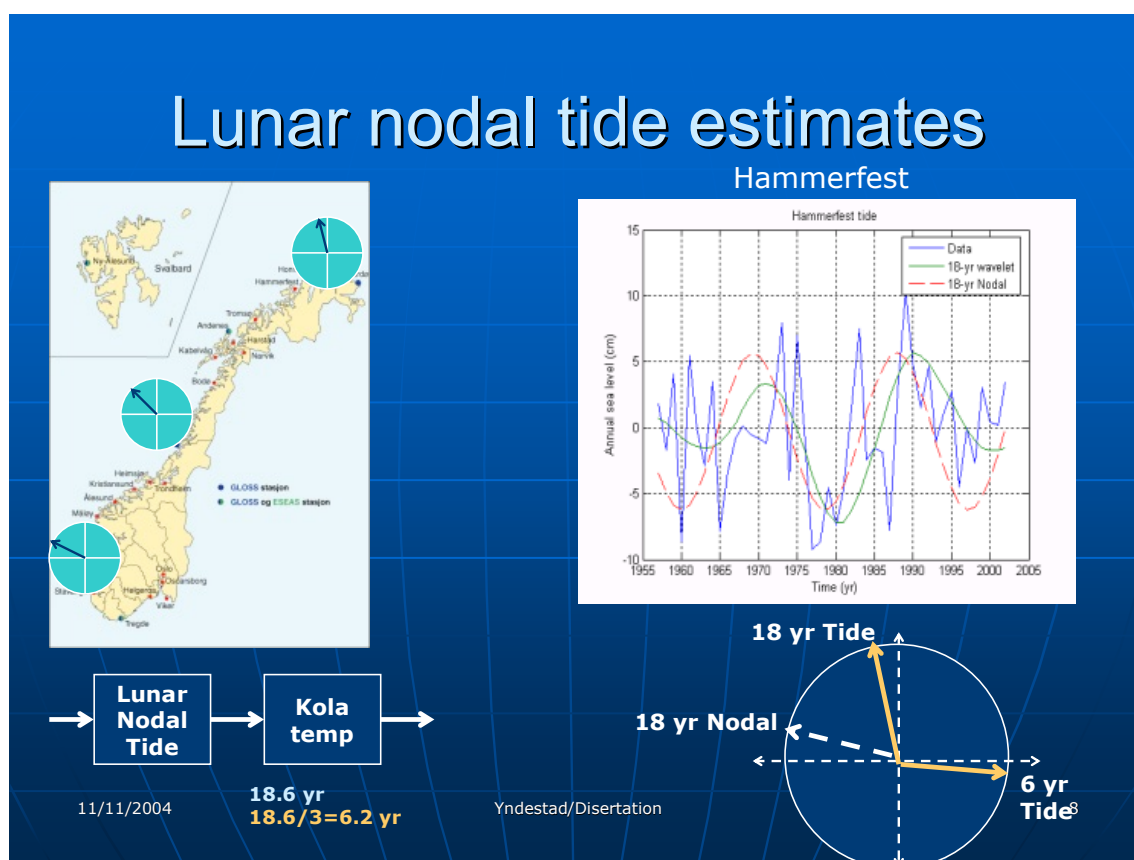 Lunar nodal tide estimates
Hammerfest
Ny-Ålesund
Svalbard
Hammerfest
Tromsø
Andenes
Harstad
Kabelvåg
Narvik
Bodø
Heimsjø
Kristiansund
Trondheim
Ålesund
Måløy
GLOSS stasjon
GLOSS og ESEAS stasjon
Oslo
Oscarsborg
Helgeroa
Viker
Tregde
Hammerfest tide
Data
18-yr wavelet
18-yr Nodal
15
10
5
0
-5
-10
Annual sea level (cm)
1955 1960 1965 1970 1975 1980 1985 1990 1995 2000 2005
Time (yr)
Lunar
Nodal
Tide
Kola
temp
18.6 yr
18.6/3=6.2 yr
18 yr Tide
18 yr Nodal
6 yr
Tide
11/11/2004
Yndestad/Disertation
8